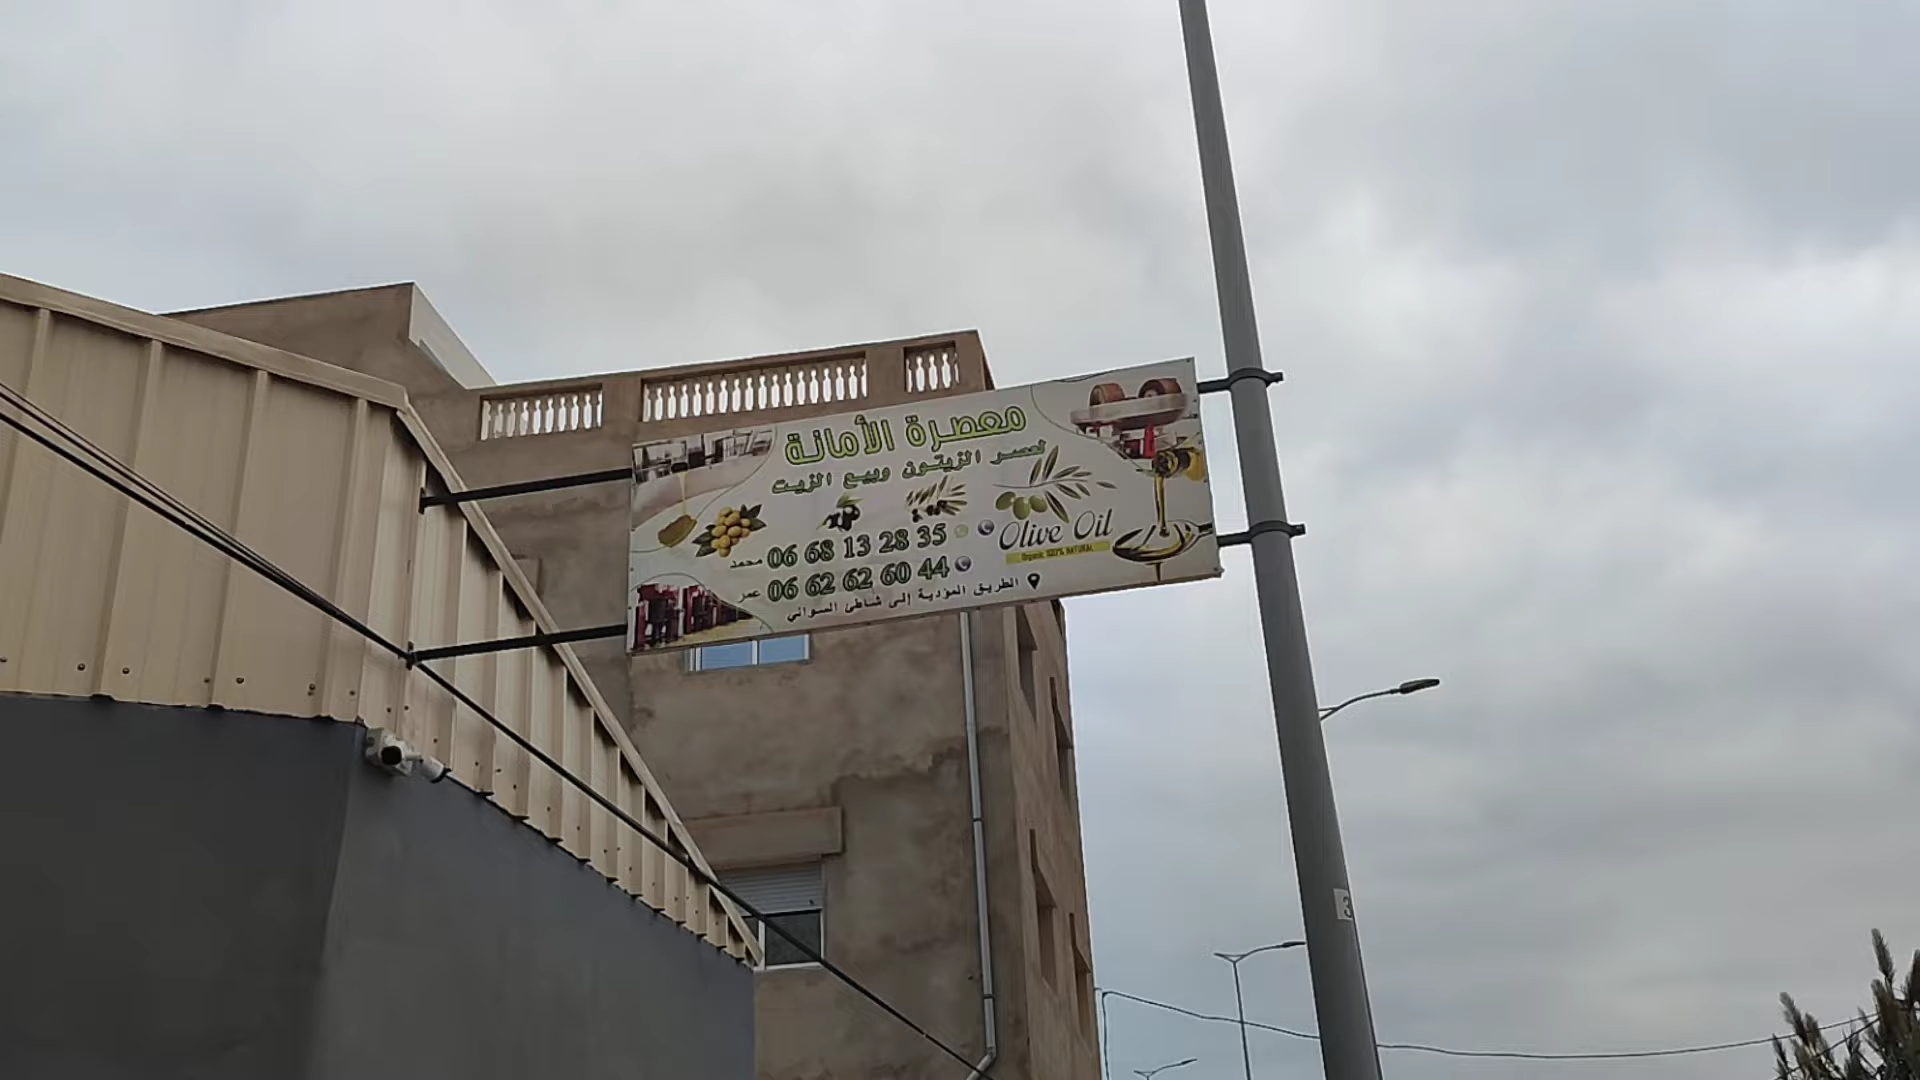 معصرة الأمانة
لعصر الزيتون وبيع الزيت
Olive Oil
Organic 100% NATURAL
06 68 13 28 35 محمد
06 62 62 60 44 عمر
الطريق المؤدية إلى شاطئ السواني
3